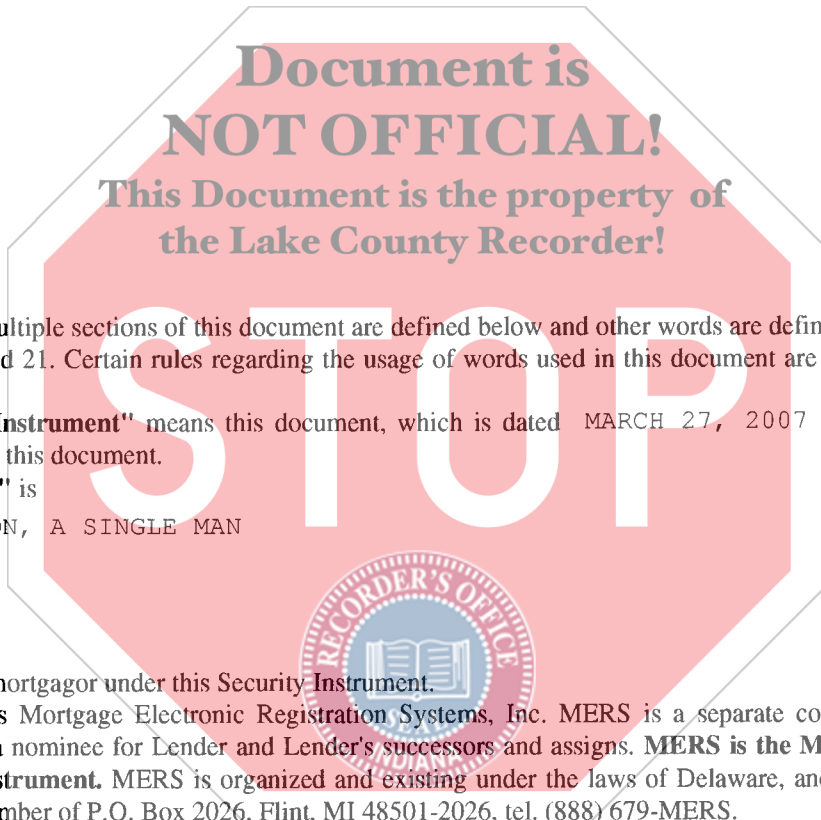 Document is
NOT OFFICIAL!
This Document is the property of
the Lake County Recorder!
STOP
ultiple sections of this document are defined below and other words are defin
d 21. Certain rules regarding the usage of words used in this document are
Instrument" means this document, which is dated MARCH 27, 2007
this document.
" is
ON, A SINGLE MAN
RECORDER'S OFFICE
SEAL
INDIANA
mortgagor under this Security Instrument.
s Mortgage Electronic Registration Systems, Inc. MERS is a separate co
a nominee for Lender and Lender's successors and assigns. MERS is the M
strument. MERS is organized and existing under the laws of Delaware, an
mber of P.O. Box 2026, Flint, MI 48501-2026, tel. (888) 679-MERS.